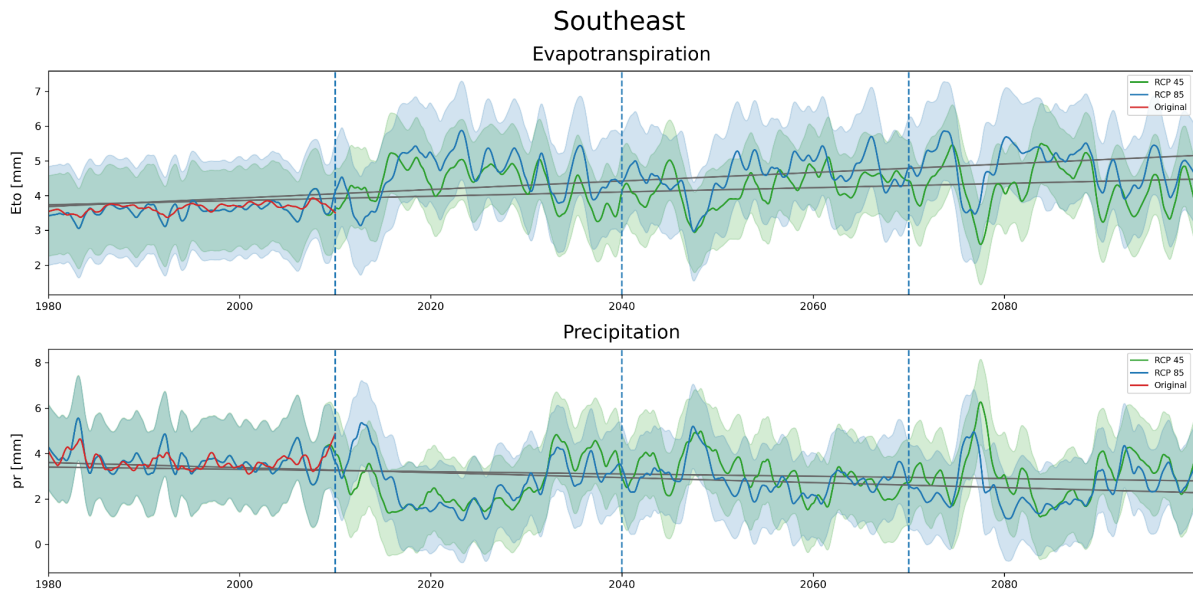 Southeast
Evapotranspiration
Eto [mm]
7
6
5
4
3
2
RCP 45
RCP 85
Original
1980 2000 2020 2040 2060 2080
Precipitation
pr [mm]
8
6
4
2
0
RCP 45
RCP 85
Original
1980 2000 2020 2040 2060 2080